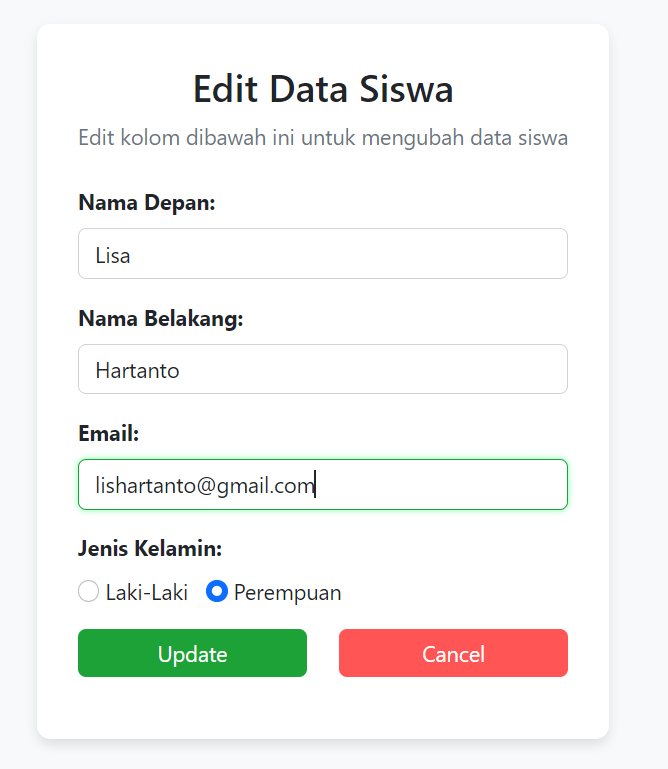 Edit Data Siswa
Edit kolom dibawah ini untuk mengubah data siswa
Nama Depan:
Lisa
Nama Belakang:
Hartanto
Email:
lishartanto@gmail.com
Jenis Kelamin:
Laki-Laki Perempuan
Update Cancel